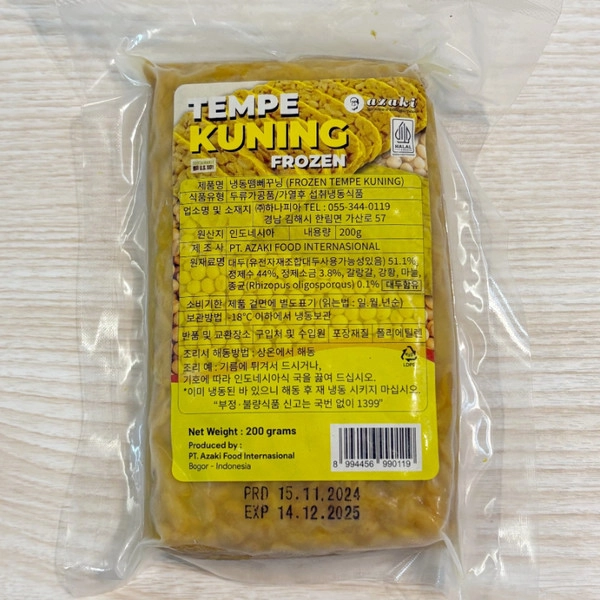 TEMPE
azaki
KUNING
FROZEN
HALAL
제품명 냉동뗌뻬꾸닝 (FROZEN TEMPE KUNING)
식품유형 두류가공품/가열후 섭취냉동식품
업소명 및 소재지 ㈜하나피아 TEL : 055-344-0119
경남 김해시 한림면 가산로 57
원산지 인도네시아 내용량 200g
제 조 사 PT. AZAKI FOOD INTERNASIONAL
원재료명 대두(유전자재조합대두사용가능성있음) 51.1%,
정제수 44%, 정제소금 3.8%, 갈랑갈, 강황, 마늘,
종균(Rhizopus oligosporous) 0.1% 대두함유
소비기한 제품 겉면에 별도표기 (읽는법 : 일,월,년순)
보관방법 -18°C 이하에서 냉동보관
반품 및 교환장소 구입처 및 수입원 포장재질 폴리에틸렌
조리시 해동방법 : 상온에서 해동
조리 예 : 기름에 튀겨서 드시거나,
기호에 따라 인도네시아식 국을 끓여 드십시오.
*이미 냉동된 바 있으니 해동 후 재 냉동 시키지 마십시오
“부정·불량식품 신고는 국번 없이 1399”
LDPE
Net Weight : 200 grams
Produced by :
PT. Azaki Food Internasional
Bogor - Indonesia
8 994456 990119
PRD 15.11.2024
EXP 14.12.2025